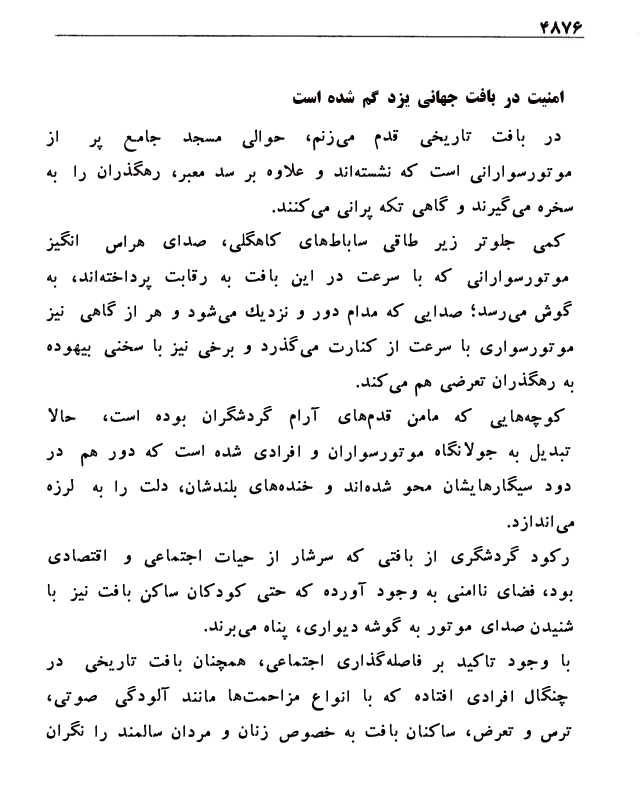 ۴۸۷۶
امنیت در بافت جهانی یزد گم شده است
در بافت تاریخی قدم می‌زنم، حوالی مسجد جامع پر از
موتورسوارانی است که نشسته‌اند و علاوه بر سد معبر، رهگذران را به
سخره می‌گیرند و گاهی تکه پرانی می‌کنند.
کمی جلوتر زیر طاقی ساباط‌های کاهگلی، صدای هراس انگیز
موتورسوارانی که با سرعت در این بافت به رقابت پرداخته‌اند، به
گوش می‌رسد؛ صدایی که مدام دور و نزدیك می‌شود و هر از گاهی نیز
موتورسواری با سرعت از کنارت می‌گذرد و برخی نیز با سخنی بیهوده
به رهگذران تعرضی هم می‌کند.
کوچه‌هایی که مامن قدم‌های آرام گردشگران بوده است، حالا
تبدیل به جولانگاه موتورسواران و افرادی شده است که دور هم در
دود سیگارهایشان محو شده‌اند و خنده‌های بلندشان، دلت را به لرزه
می‌اندازد.
رکود گردشگری از بافتی که سرشار از حیات اجتماعی و اقتصادی
بود، فضای ناامنی به وجود آورده که حتی کودکان ساکن بافت نیز با
شنیدن صدای موتور به گوشه دیواری، پناه می‌برند.
با وجود تاکید بر فاصله‌گذاری اجتماعی، همچنان بافت تاریخی در
چنگال افرادی افتاده که با انواع مزاحمت‌ها مانند آلودگی صوتی،
ترس و تعرض، ساکنان بافت به خصوص زنان و مردان سالمند را نگران